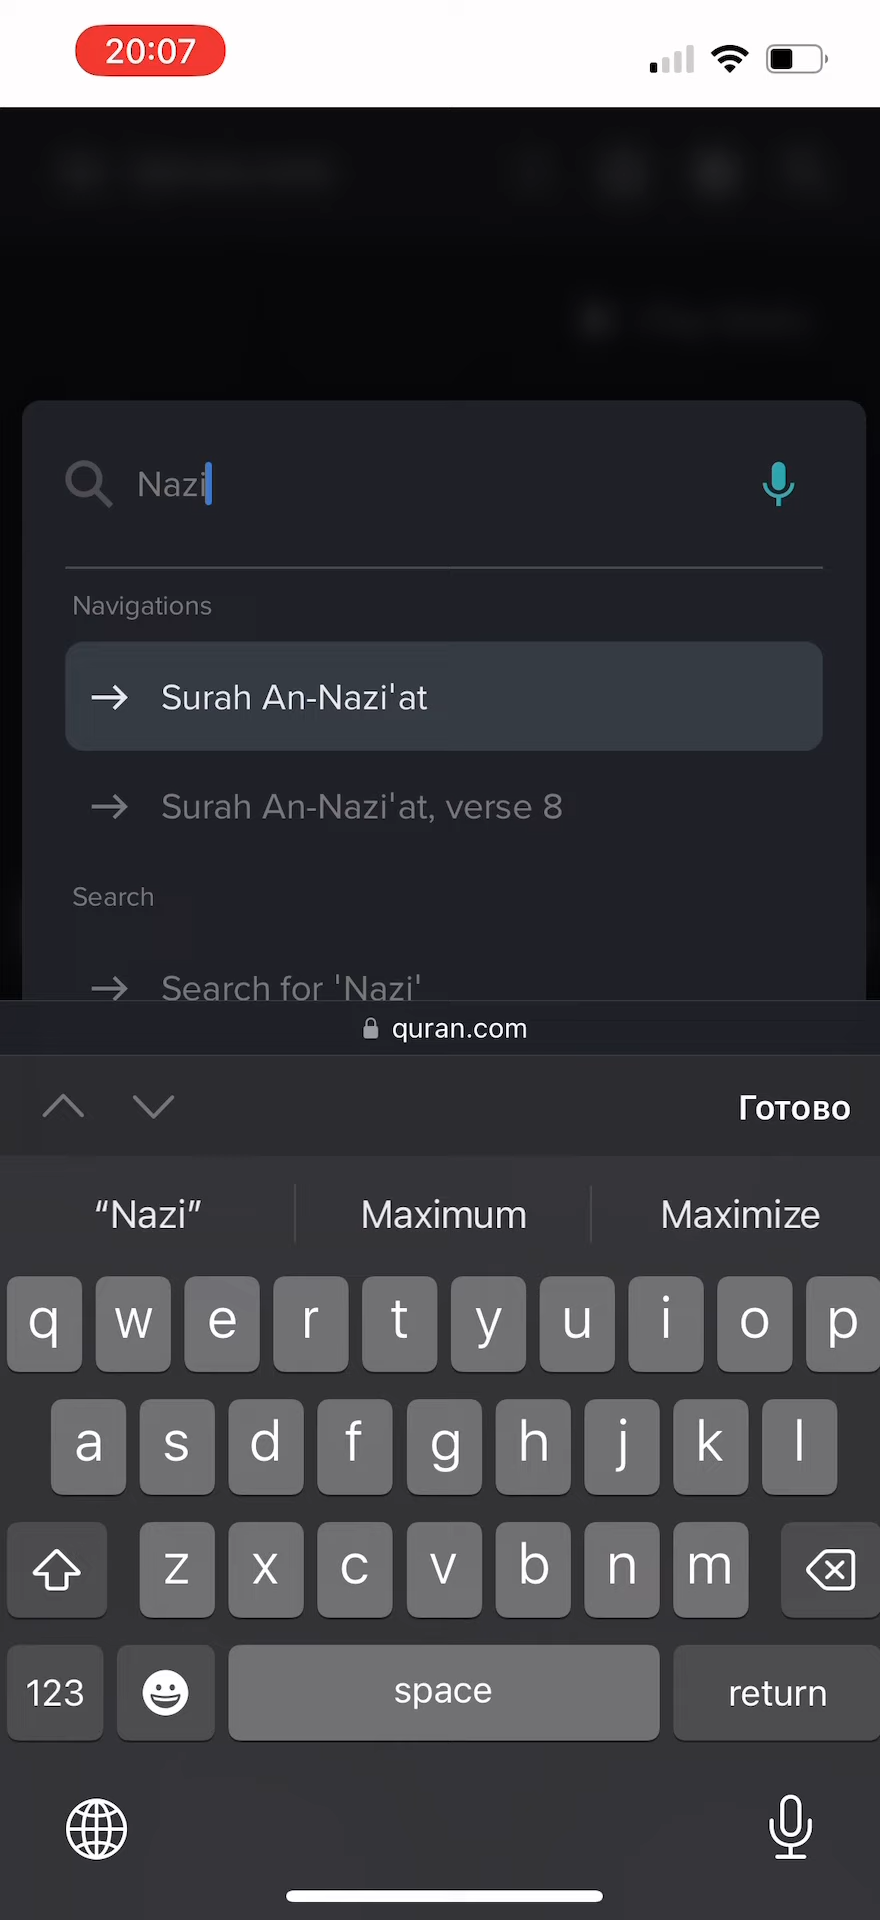 20:07
Nazi
Navigations
→ Surah An-Nazi'at
→ Surah An-Nazi'at, verse 8
Search
→ Search for 'Nazi'
quran.com
Готово
“Nazi” Maximum Maximize
q w e r t y u i o p
a s d f g h j k l
z x c v b n m
123 space return